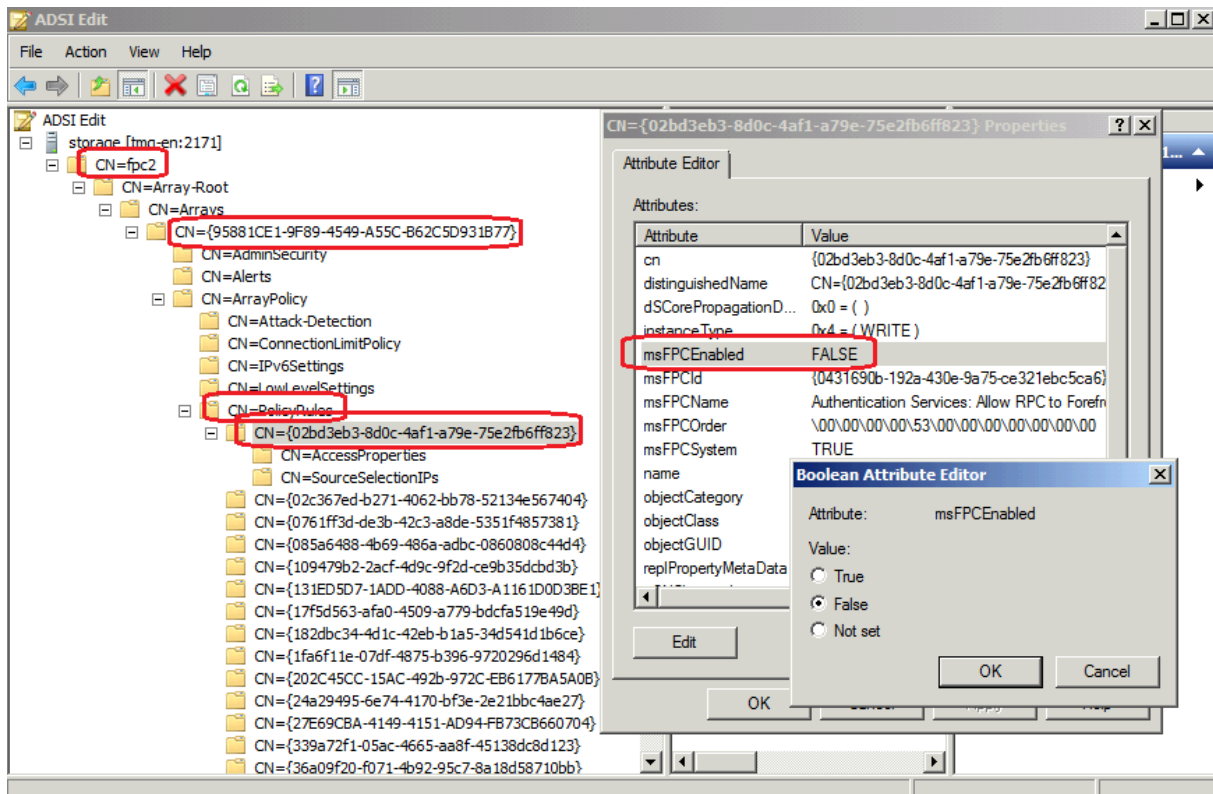 ADSI Edit
File Action View Help
ADSI Edit
storage [tmg-en:2171]
CN=fpc2
CN=Array-Root
CN=Arrays
CN={95881CE1-9F89-4549-A55C-B62C5D931B77}
CN=AdminSecurity
CN=Alerts
CN=ArrayPolicy
CN=Attack-Detection
CN=ConnectionLimitPolicy
CN=IPv6Settings
CN=LowLevelSettings
CN=PolicyRules
CN={02bd3eb3-8d0c-4af1-a79e-75e2fb6ff823}
CN=AccessProperties
CN=SourceSelectionIPs
CN={02c367ed-b271-4062-bb78-52134e567404}
CN={0761ff3d-de3b-42c3-a8de-5351f4857381}
CN={085a6488-4b69-486a-adbc-0860808c44d4}
CN={109479b2-2acf-4d9c-9f2d-ce9b35dcbd3b}
CN={131ED5D7-1ADD-4088-A6D3-A1161D0D3BE1}
CN={17f5d563-afa0-4509-a779-bdcfa519e49d}
CN={182dbc34-4d1c-42eb-b1a5-34d541d1b6ce}
CN={1fa6f11e-07df-4875-b396-9720296d1484}
CN={202C45CC-15AC-492b-972C-EB6177BA5A0B}
CN={24a29495-6e74-4170-bf3e-2e21bbc4ae27}
CN={27E69CBA-4149-4151-AD94-FB73CB660704}
CN={339a72f1-05ac-4665-aa8f-45138dc8d123}
CN={36a09f20-f071-4b92-95c7-8a18d58710bb}
CN={02bd3eb3-8d0c-4af1-a79e-75e2fb6ff823} Properties
1...
Attribute Editor
Attributes:
Attribute Value
cn {02bd3eb3-8d0c-4af1-a79e-75e2fb6ff823}
distinguishedName CN={02bd3eb3-8d0c-4af1-a79e-75e2fb6ff82
dSCorePropagationD... 0x0 = ( )
instanceType 0x4 = ( WRITE )
msFPCEnabled FALSE
msFPCId {0431690b-192a-430e-9a75-ce321ebc5ca6}
msFPCName Authentication Services: Allow RPC to Forefr
msFPCOrder \00\00\00\00\53\00\00\00\00\00\00\00
msFPCSystem TRUE
name
objectCategory
objectClass
objectGUID
replPropertyMetaData
Edit
OK
Boolean Attribute Editor
Attribute: msFPCEnabled
Value:
True
False
Not set
OK Cancel